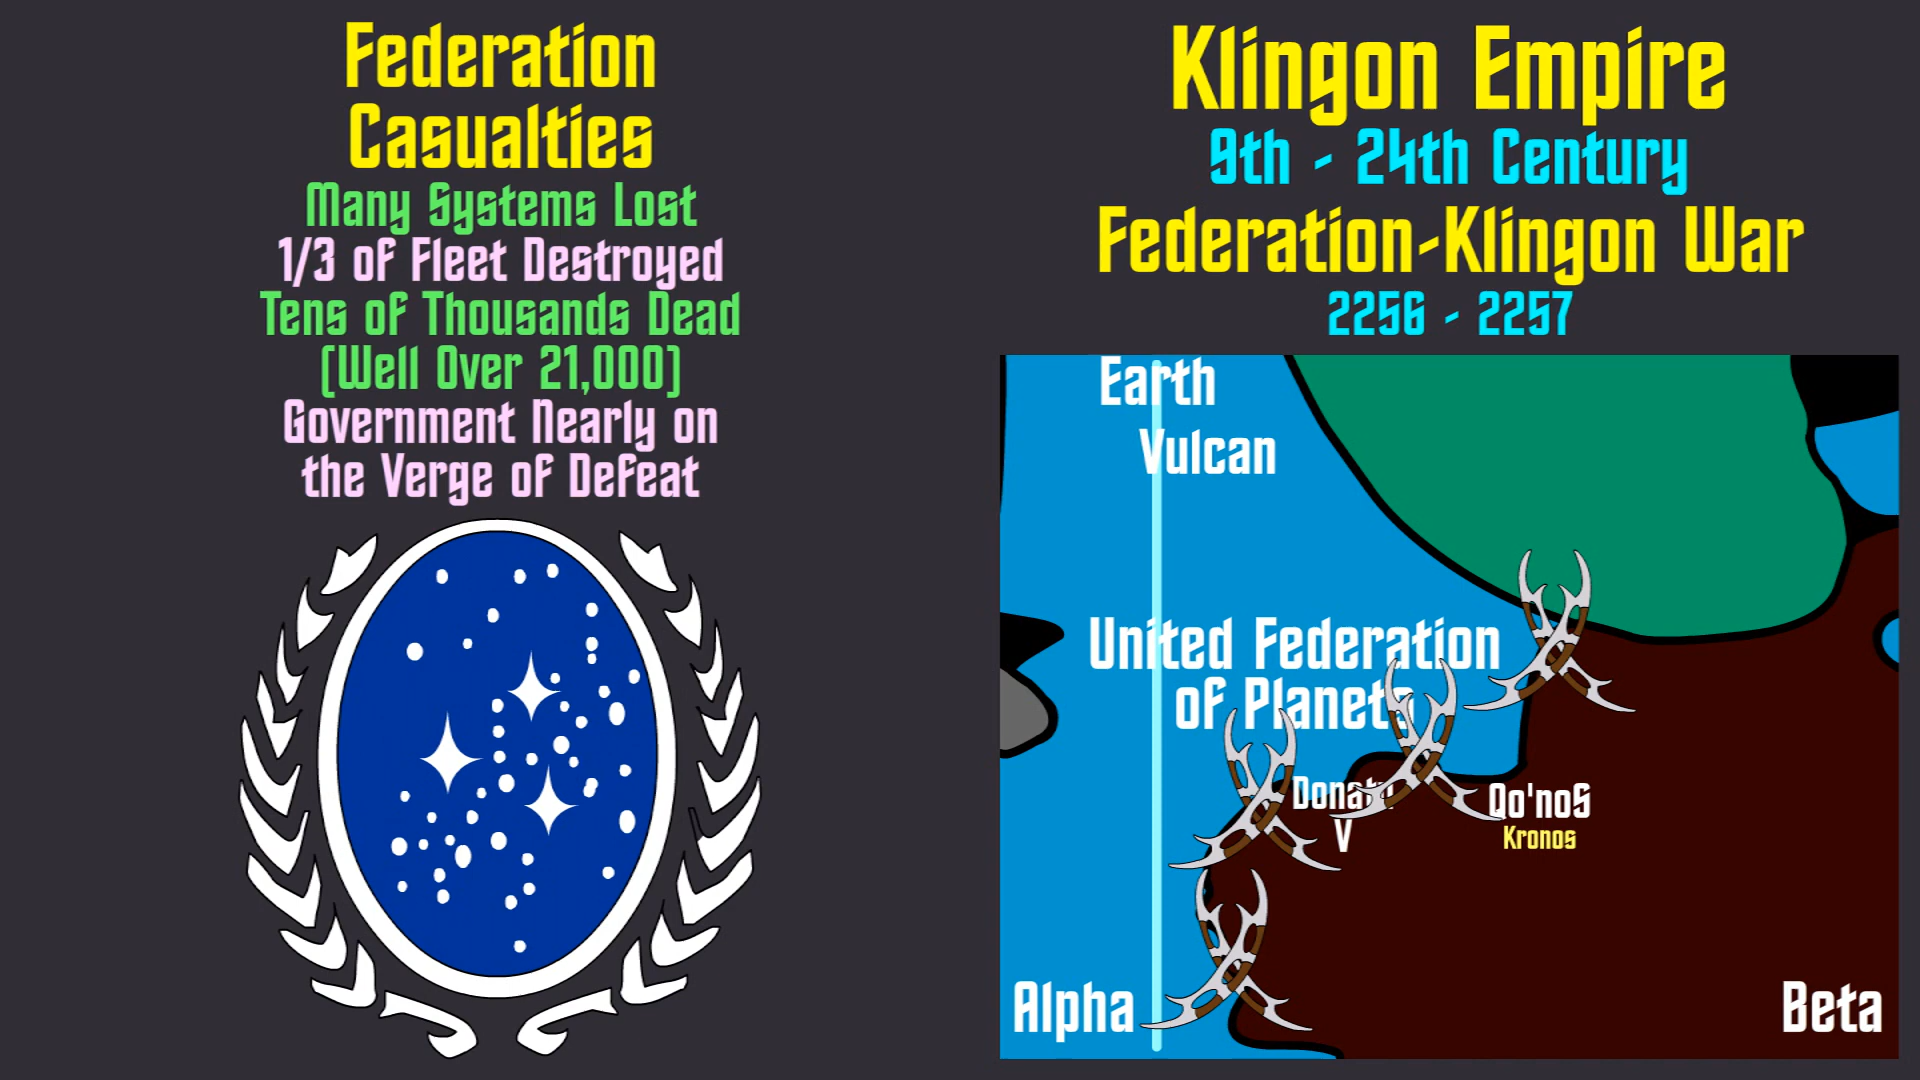 Federation
Casualties
Many Systems Lost
1/3 of Fleet Destroyed
Tens of Thousands Dead
(Well Over 21,000)
Government Nearly on
the Verge of Defeat
Klingon Empire
9th - 24th Century
Federation-Klingon War
2256 - 2257
Earth
Vulcan
United Federation
of Planets
V
Qo'noS
Kronos
Alpha
Beta